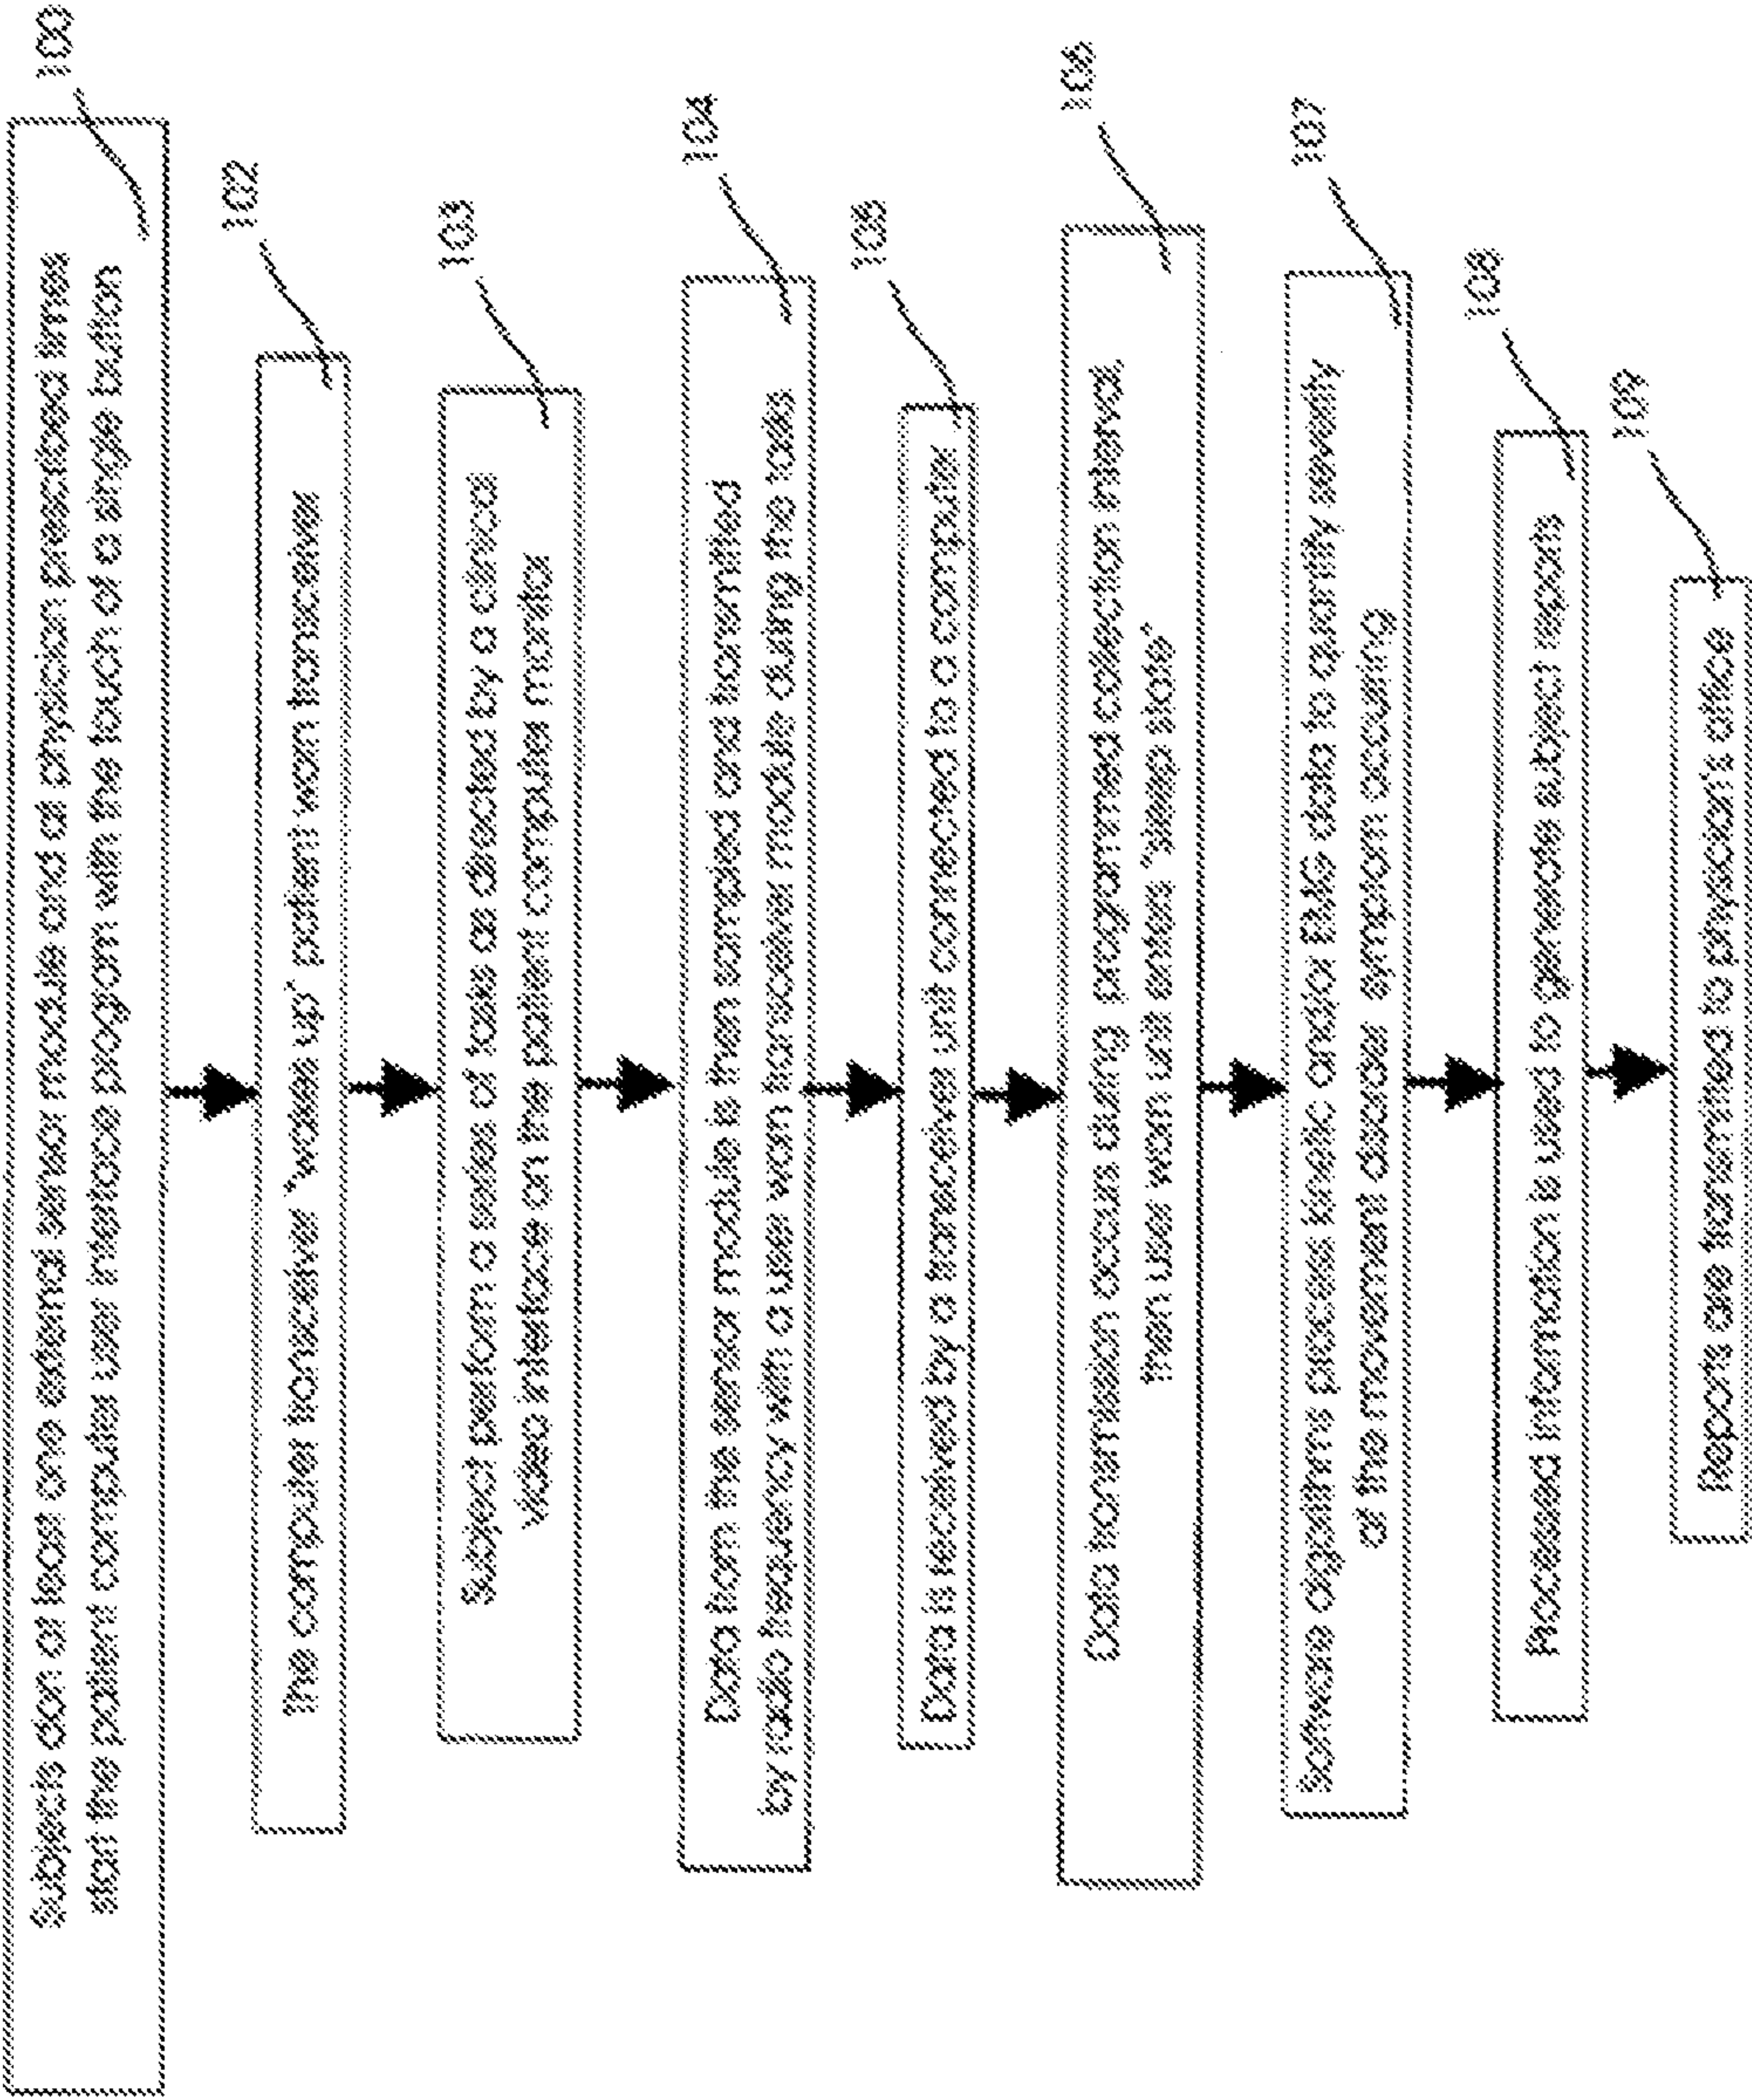 Subjects don at least one external sensor module and at physician prescribed times
start the patient computer user interface program with the touch of a single button
100
The computer transceiver "wakes up" patient worn transceiver
102
Subject perform a series of tasks as directed by a clinical
video interface on the patient computer monitor
103
Data from the sensor module is then sampled and transmitted
by radio frequency with a user worn transceiver module during the tasks
104
Data is received by a transceiver unit connected to a computer
105
Data transmission occurs during programmed collection interval,
then user worn unit enters "sleep state"
106
Software algorithms process kinetic and/or EMG data to quantify severity
of the movement disorder symptom occuring
107
Processed information is used to generate subject reports
108
Reports are transmitted to physician's office
109